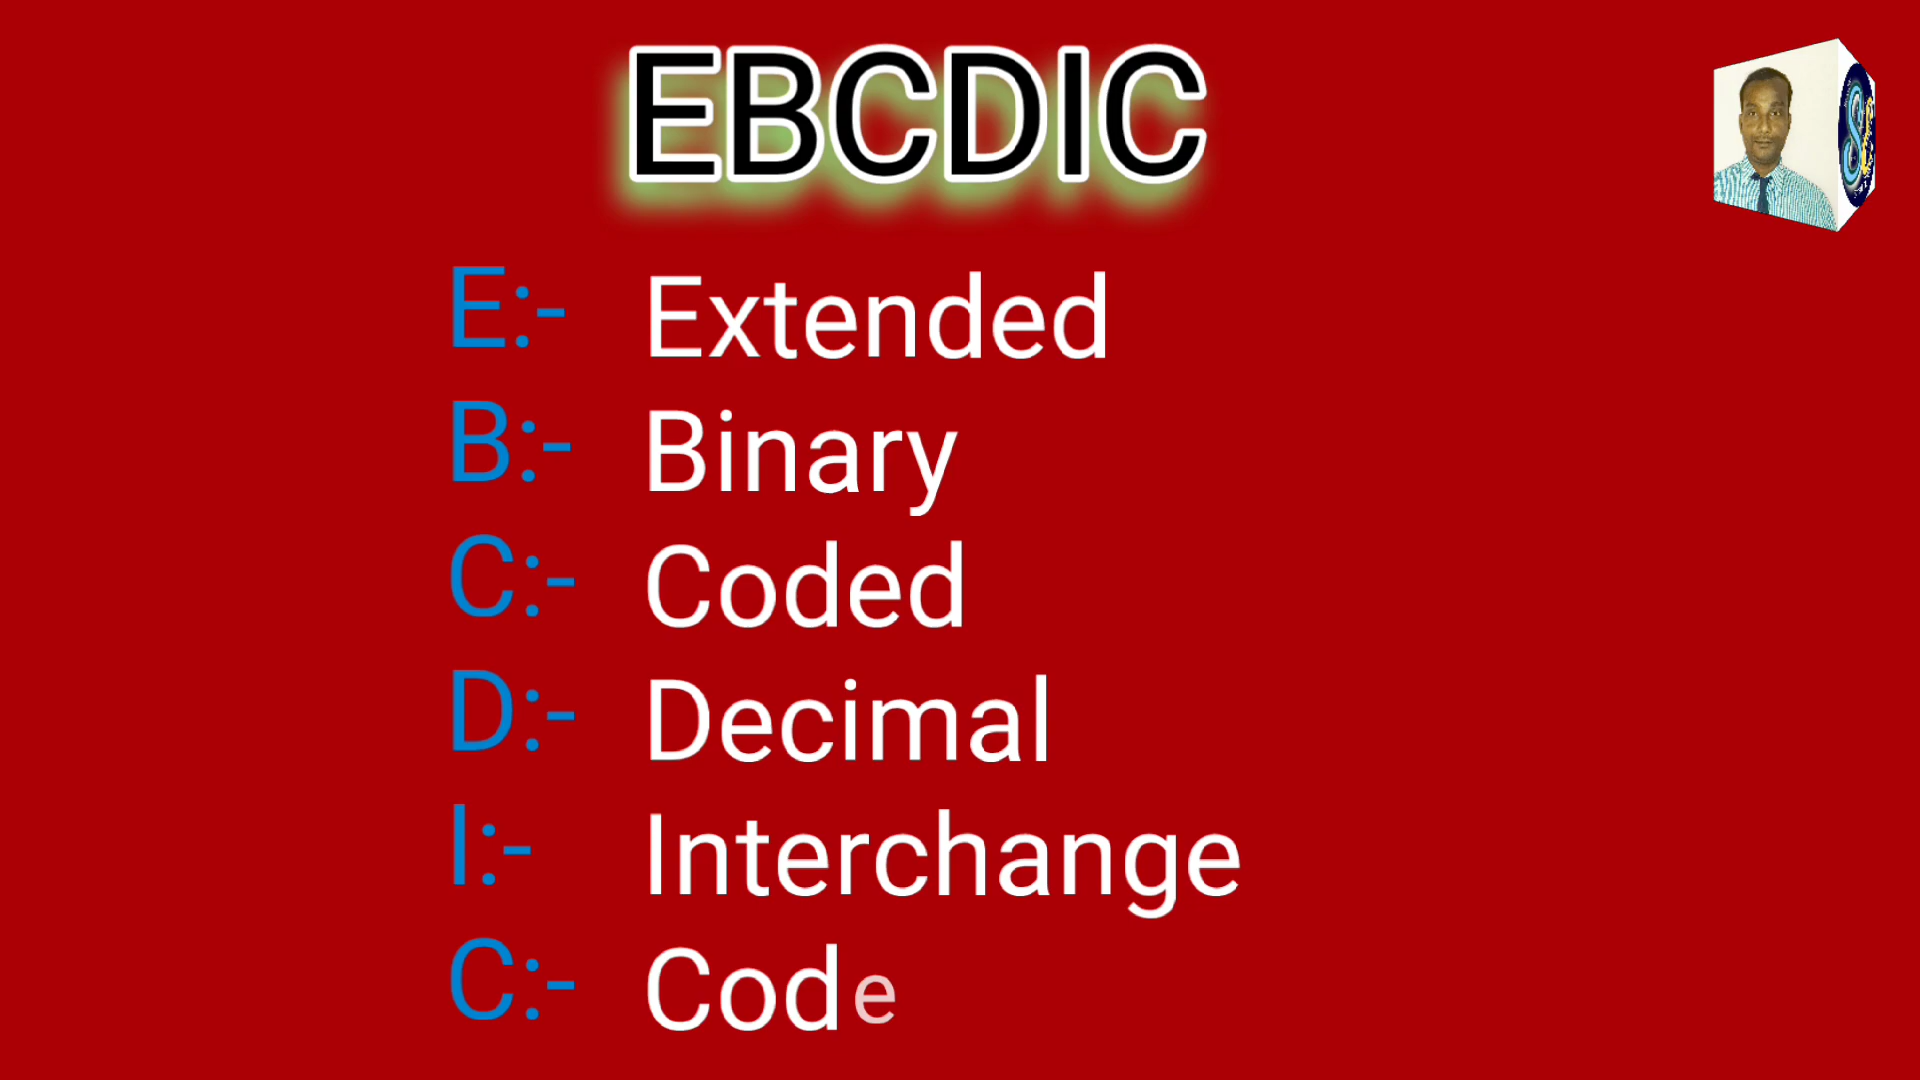 EBCDIC
E:- Extended
B:- Binary
C:- Coded
D:- Decimal
I:- Interchange
C:- Code